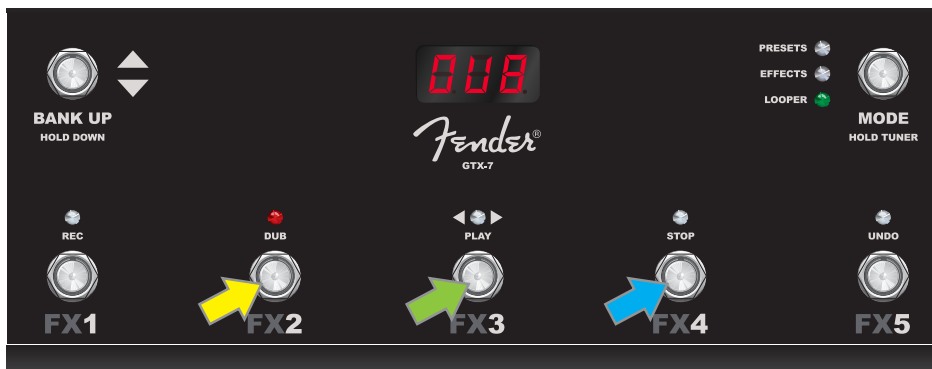 OVR
PRESETS
EFFECTS
LOOPER
BANK UP
HOLD DOWN
MODE
HOLD TUNER
Fender®
GTX-7
REC
DUB
PLAY
STOP
UNDO
FX1
FX2
FX3
FX4
FX5